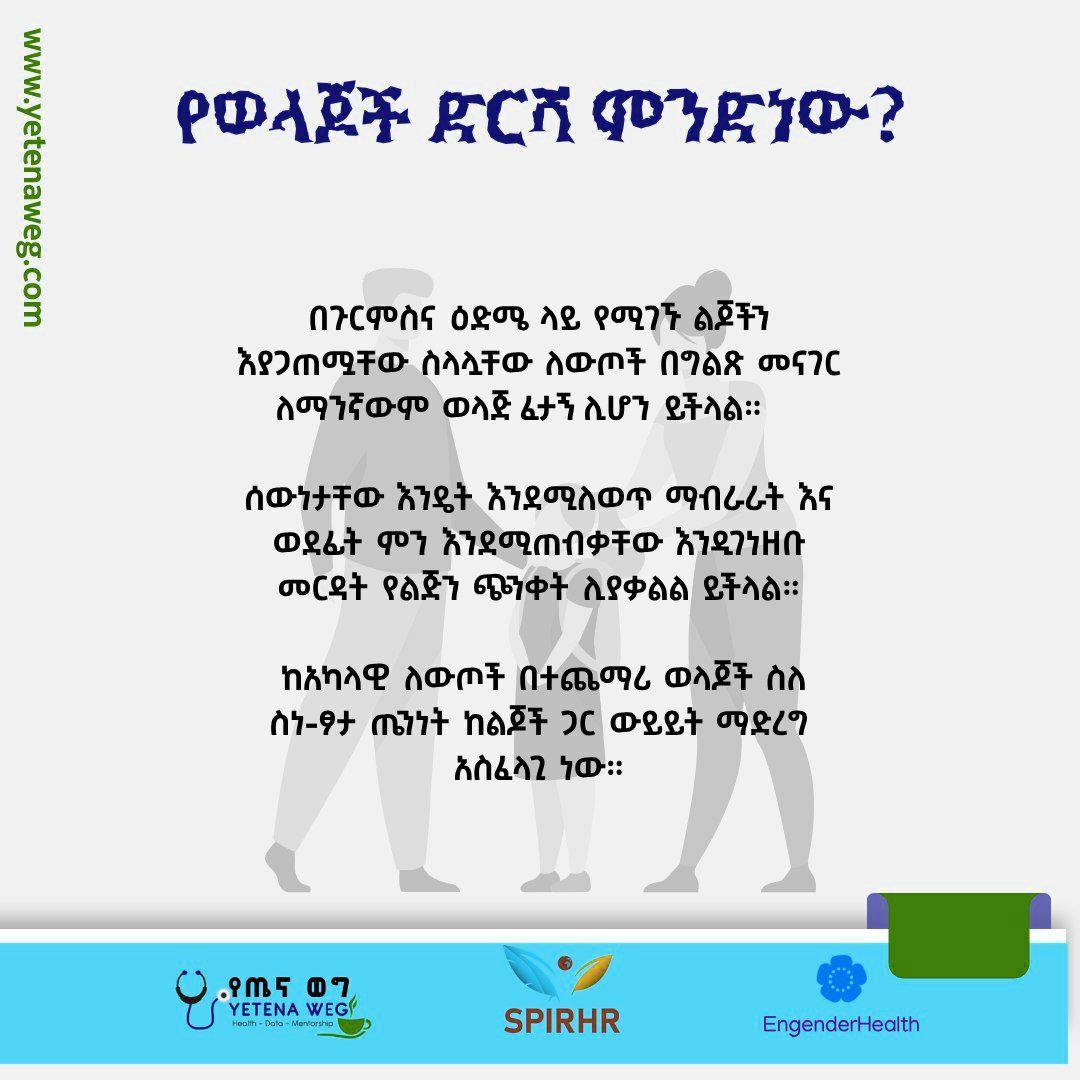 www.yetenaweg.com
የወላጆች ድርሻ ምንድነው?
በጉርምስና ዕድሜ ላይ የሚገኙ ልጆችን
እያጋጠሟቸው ስላሏቸው ለውጦች በግልጽ መናገር
ለማንኛውም ወላጅ ፈታኝ ሊሆን ይችላል።
ሰውነታቸው እንዴት እንደሚለወጥ ማብራራት እና
ወደፊት ምን እንደሚጠብቃቸው እንዲገነዘቡ
መርዳት የልጅን ጭንቀት ሊያቃልል ይችላል።
ከአካላዊ ለውጦች በተጨማሪ ወላጆች ስለ
ስነ-ፆታ ጤንነት ከልጆች ጋር ውይይት ማድረግ
አስፈላጊ ነው።
የጤና ወግ
YETENA WEG
Health - Data - Mentorship
SPIRHR
EngenderHealth